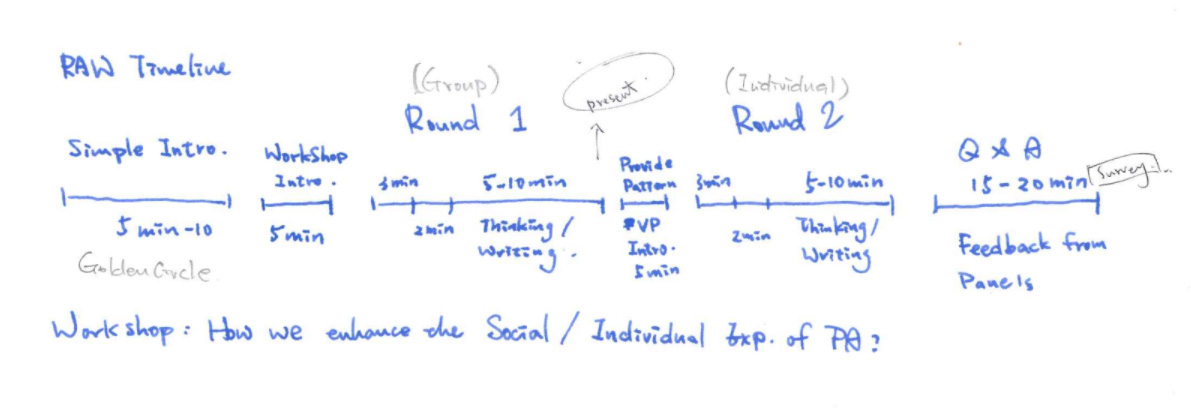 RAW Timeline
Simple Intro.
5 min-10
Golden Circle
WorkShop
Intro.
5 min
(Group)
Round 1
3 min
2 min
5-10 min
Thinking /
Writing.
present.
Provide
Pattern
PVP
Intro.
5 min
(Individual)
Round 2
3 min
2 min
5-10 min
Thinking /
Writing
Q & A
15-20 min
Survey...
Feedback from
Panels
Workshop: How we enhance the Social / Individual Exp. of PA?